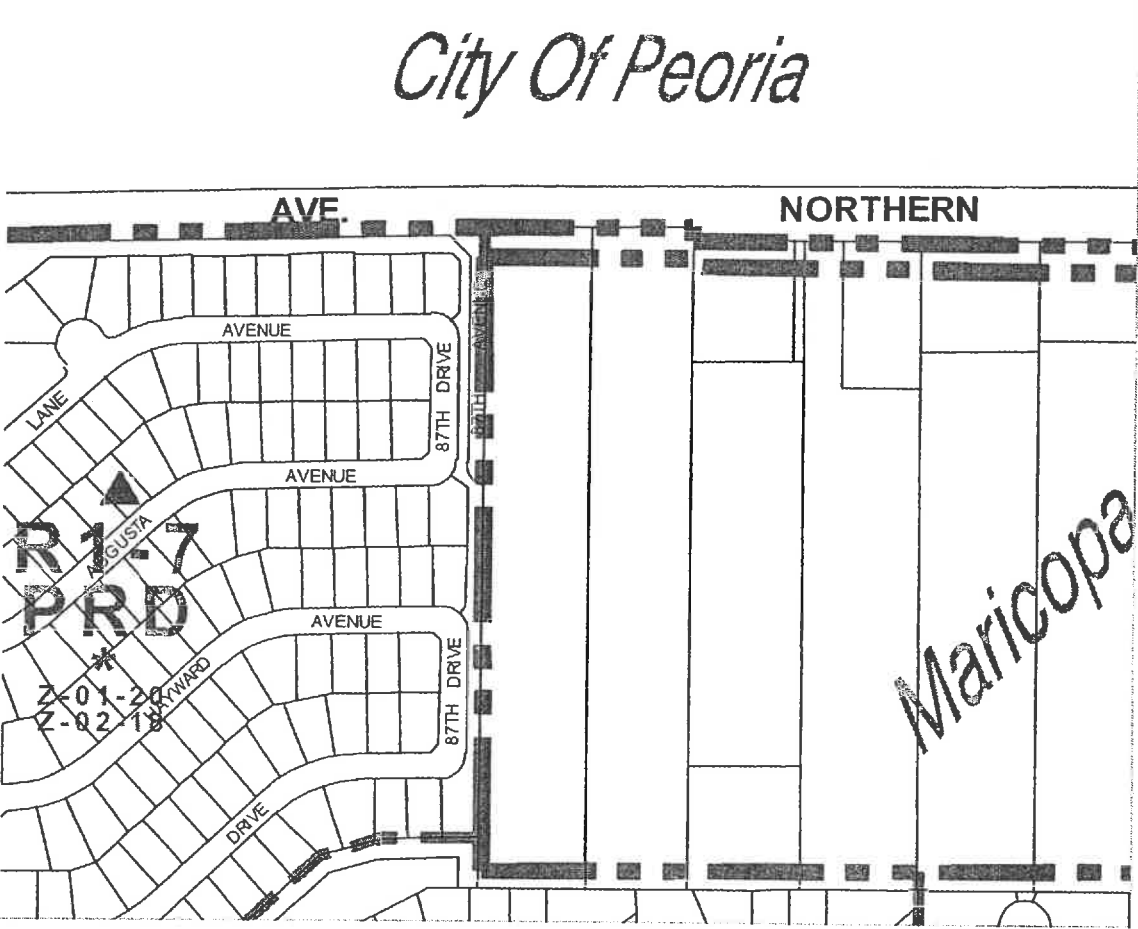 City Of Peoria
AVE.
NORTHERN
AVENUE
87TH DRIVE
87TH AVENUE
LANE
AVENUE
AUGUSTA
R1-7
PRD
*
Maricopa
AVENUE
87TH DRIVE
HAYWARD
Z-01-20
Z-02-18
DRIVE